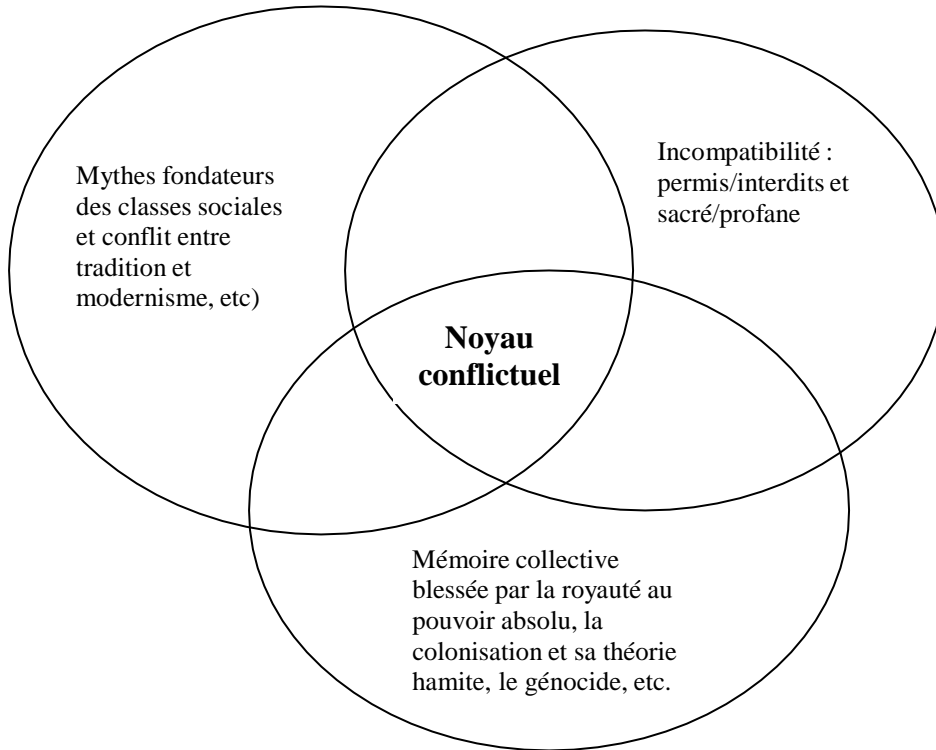 Mythes fondateurs
des classes sociales
et conflit entre
tradition et
modernisme, etc)
Incompatibilité :
permis/interdits et
sacré/profane
Noyau
conflictuel
Mémoire collective
blessée par la royauté au
pouvoir absolu, la
colonisation et sa théorie
hamite, le génocide, etc.